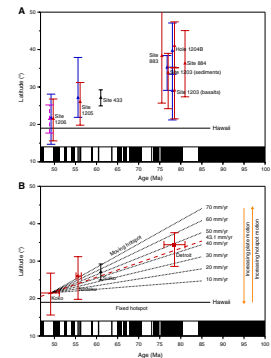 A
50
40
30
20
10
Latitude (°)
Site 883
Hole 1204B
Site 884
Site 1203 (sediments)
Site 1203 (basalts)
Site 1206
Site 1205
Site 433
Hawaii
45 50 55 60 65 70 75 80 85 90 95 100
Age (Ma)
B
50
40
30
20
10
Latitude (°)
70 mm/yr
60 mm/yr
50 mm/yr
43.1 mm/yr
40 mm/yr
30 mm/yr
20 mm/yr
10 mm/yr
Moving hotspot
Detroit
Koko
Hawaii
Fixed hotspot
Increasing plate motion
Increasing hotspot motion
45 50 55 60 65 70 75 80 85 90 95 100
Age (Ma)